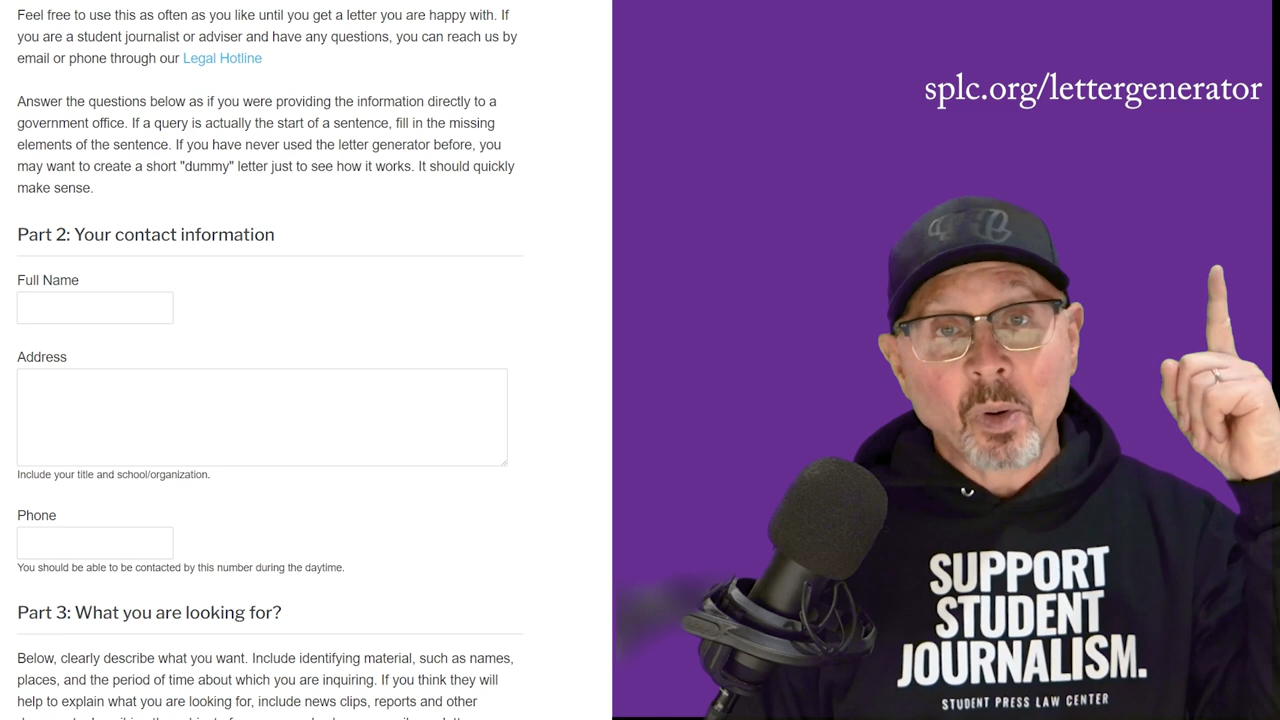 Feel free to use this as often as you like until you get a letter you are happy with. If
you are a student journalist or adviser and have any questions, you can reach us by
email or phone through our Legal Hotline
Answer the questions below as if you were providing the information directly to a
government office. If a query is actually the start of a sentence, fill in the missing
elements of the sentence. If you have never used the letter generator before, you
may want to create a short "dummy" letter just to see how it works. It should quickly
make sense.
Part 2: Your contact information
Full Name
Address
Include your title and school/organization.
Phone
You should be able to be contacted by this number during the daytime.
Part 3: What you are looking for?
Below, clearly describe what you want. Include identifying material, such as names,
places, and the period of time about which you are inquiring. If you think they will
help to explain what you are looking for, include news clips, reports and other
splc.org/lettergenerator
SUPPORT
STUDENT
JOURNALISM.
STUDENT PRESS LAW CENTER